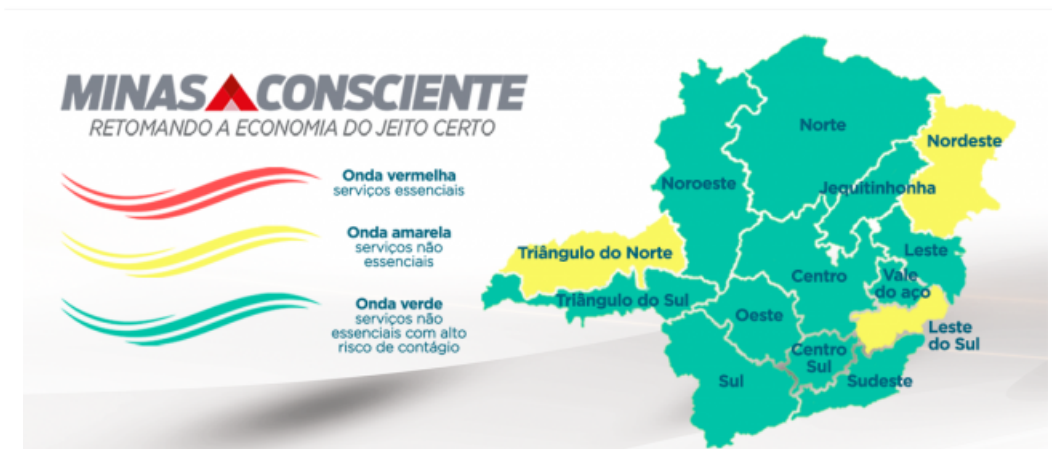 MINAS CONSCIENTE
RETOMANDO A ECONOMIA DO JEITO CERTO
Onda vermelha
serviços essenciais
Onda amarela
serviços não
essenciais
Onda verde
serviços não
essenciais com alto
risco de contágio
Norte
Nordeste
Noroeste
Jequitinhonha
Triângulo do Norte
Leste
Centro
Vale
do aço
Triângulo do Sul
Oeste
Leste
do Sul
Centro
Sul
Sul
Sudeste